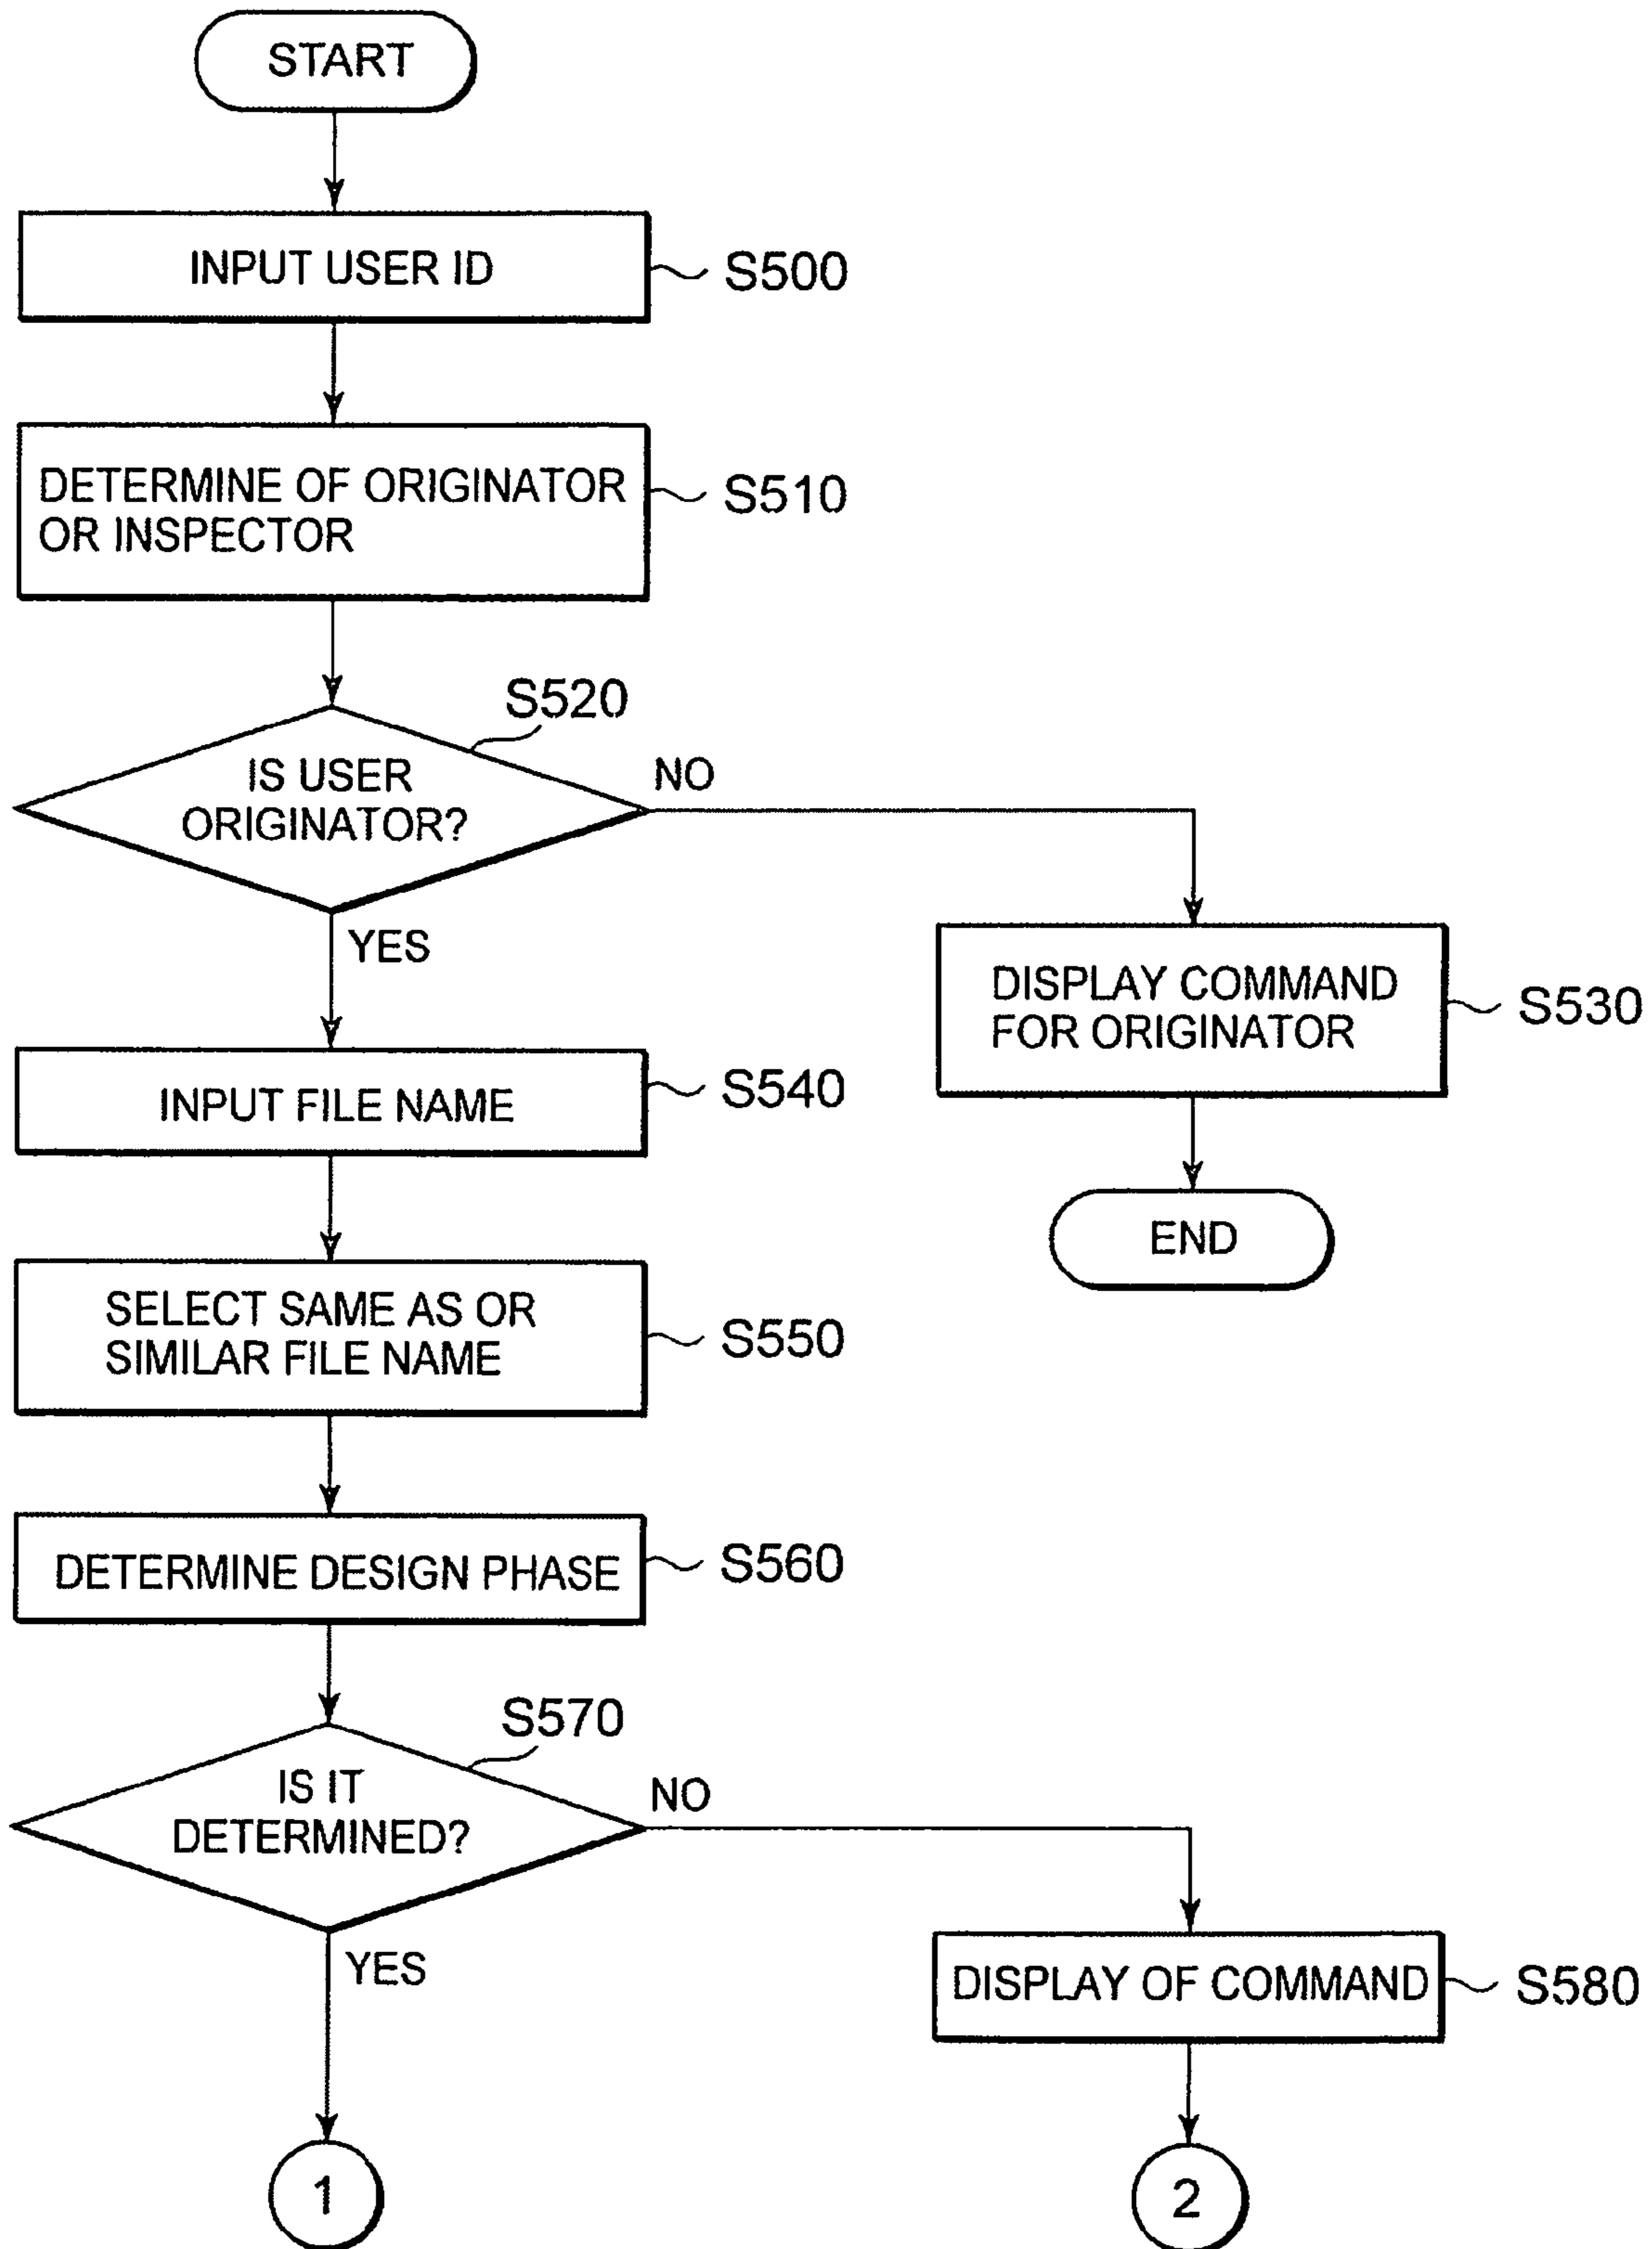 START
INPUT USER ID
S500
DETERMINE OF ORIGINATOR
OR INSPECTOR
S510
S520
IS USER
ORIGINATOR?
NO
YES
DISPLAY COMMAND
FOR ORIGINATOR
S530
INPUT FILE NAME
S540
END
SELECT SAME AS OR
SIMILAR FILE NAME
S550
DETERMINE DESIGN PHASE
S560
S570
IS IT
DETERMINED?
NO
YES
DISPLAY OF COMMAND
S580
1
2